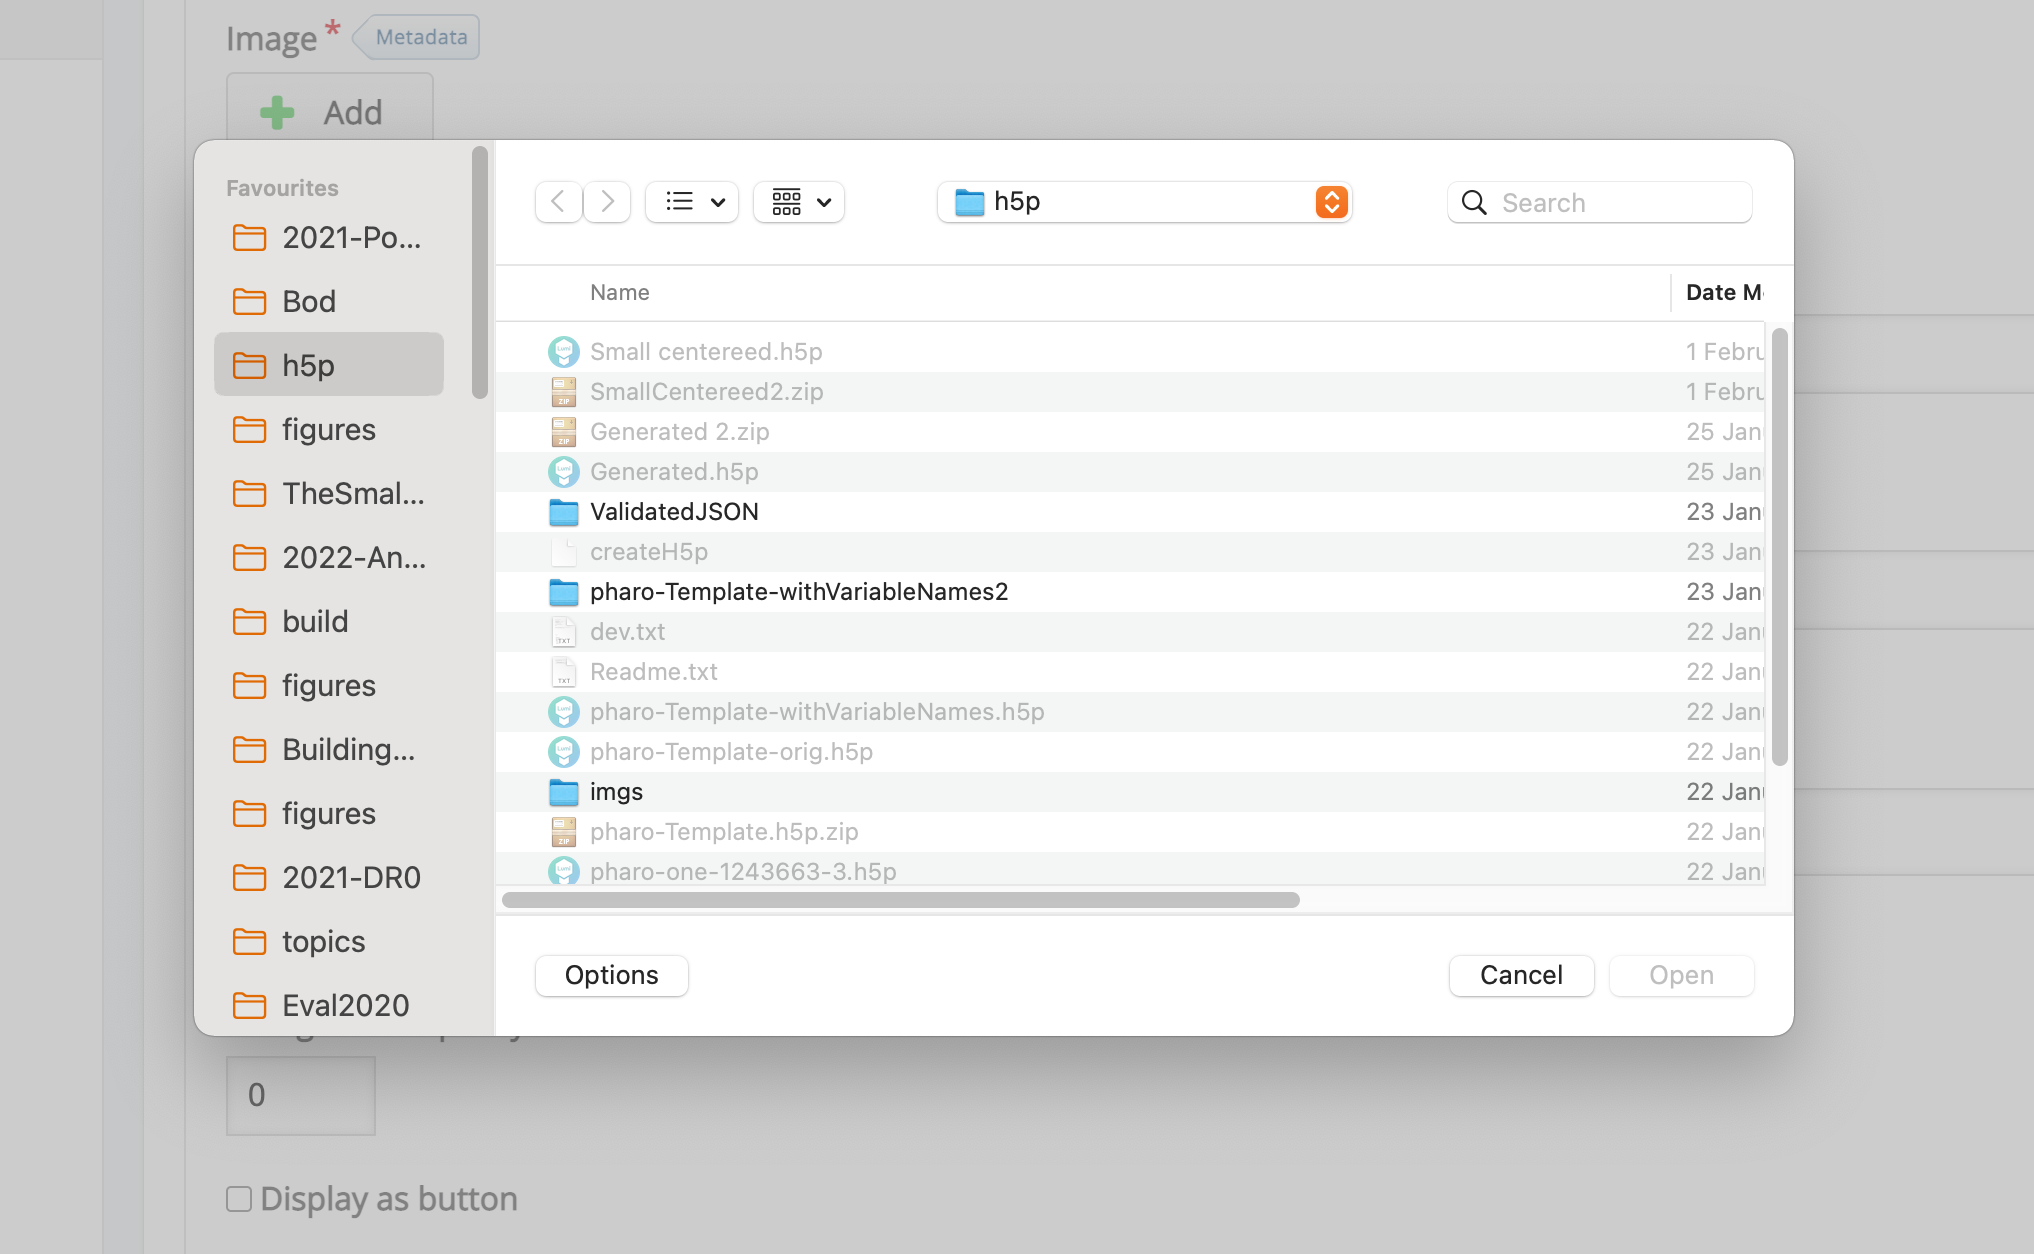 Image * Metadata
Add
Favourites
2021-Po...
Bod
h5p
figures
TheSmal...
2022-An...
build
figures
Building...
figures
2021-DR0
topics
Eval2020
h5p
Search
Name Date M
Small centereed.h5p 1 Febru
SmallCentereed2.zip 1 Febru
Generated 2.zip 25 Jan
Generated.h5p 25 Jan
ValidatedJSON 23 Jan
createH5p 23 Jan
pharo-Template-withVariableNames2 23 Jan
dev.txt 22 Jan
Readme.txt 22 Jan
pharo-Template-withVariableNames.h5p 22 Jan
pharo-Template-orig.h5p 22 Jan
imgs 22 Jan
pharo-Template.h5p.zip 22 Jan
pharo-one-1243663-3.h5p 22 Jan
Options Cancel Open
0
Display as button